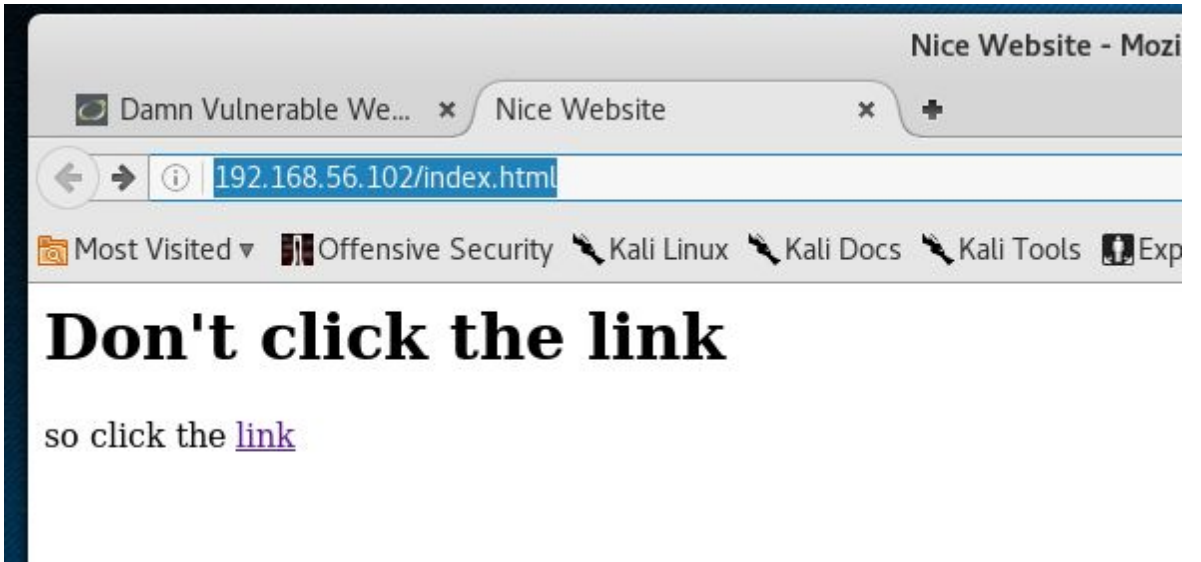 Nice Website - Mozi
Damn Vulnerable We... Nice Website
192.168.56.102/index.html
Most Visited Offensive Security Kali Linux Kali Docs Kali Tools Exp
Don't click the link
so click the link